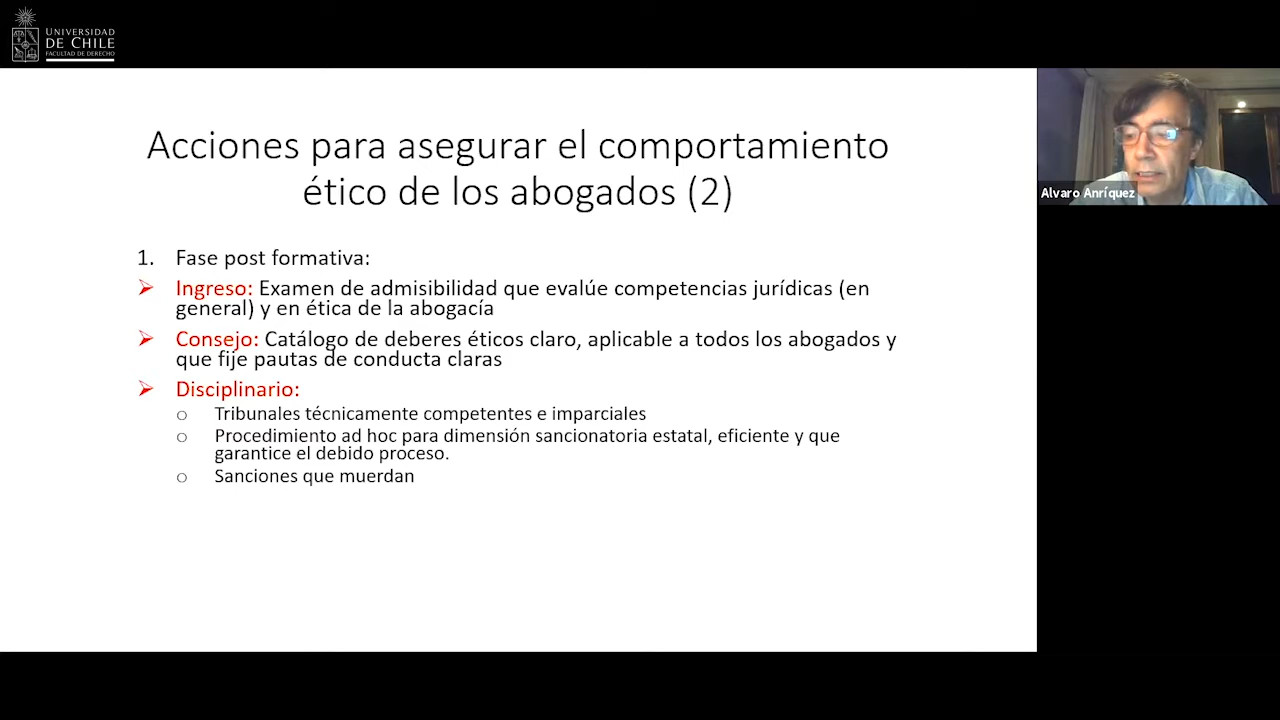 UNIVERSIDAD
DE CHILE
FACULTAD DE DERECHO
Acciones para asegurar el comportamiento
ético de los abogados (2)
Alvaro Anríquez
1. Fase post formativa:
Ingreso: Examen de admisibilidad que evalúe competencias jurídicas (en
general) y en ética de la abogacía
Consejo: Catálogo de deberes éticos claro, aplicable a todos los abogados y
que fije pautas de conducta claras
Disciplinario:
Tribunales técnicamente competentes e imparciales
Procedimiento ad hoc para dimensión sancionatoria estatal, eficiente y que
garantice el debido proceso.
Sanciones que muerdan